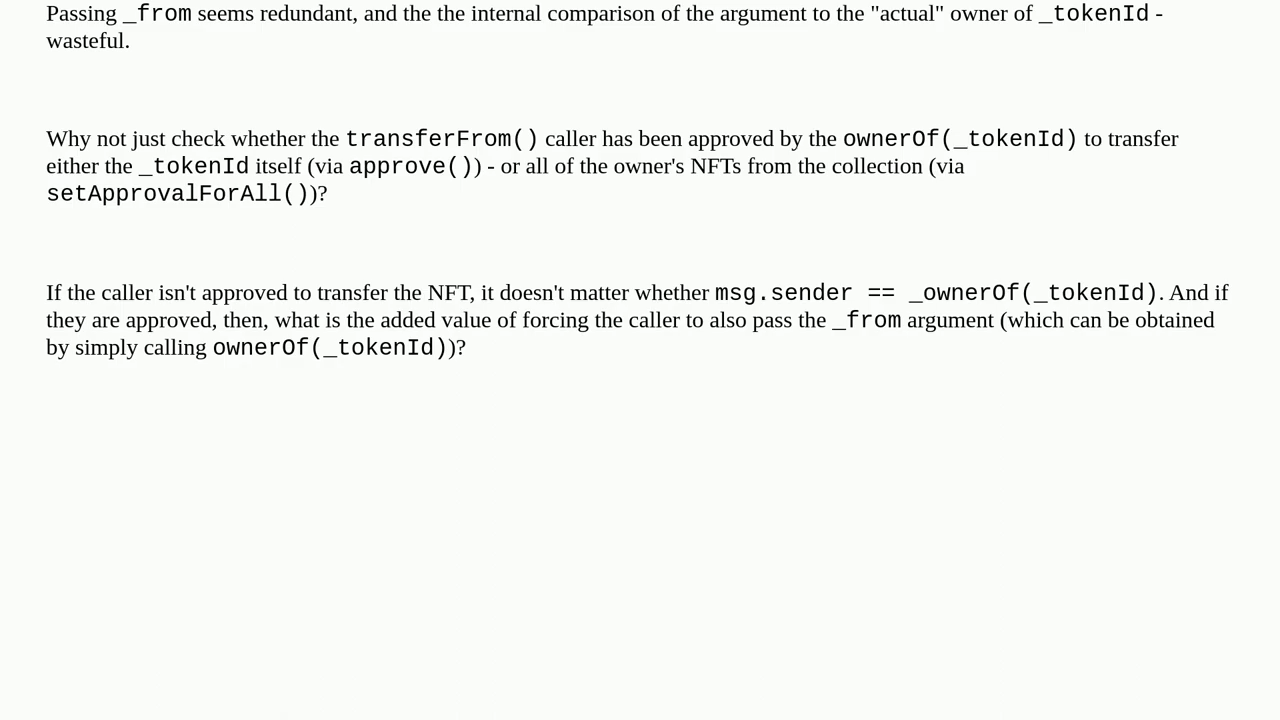 Passing _from seems redundant, and the the internal comparison of the argument to the "actual" owner of _tokenId -
wasteful.
Why not just check whether the transferFrom() caller has been approved by the ownerOf(_tokenId) to transfer
either the _tokenId itself (via approve()) - or all of the owner's NFTs from the collection (via
setApprovalForAll())?
If the caller isn't approved to transfer the NFT, it doesn't matter whether msg.sender == _ownerOf(_tokenId). And if
they are approved, then, what is the added value of forcing the caller to also pass the _from argument (which can be obtained
by simply calling ownerOf(_tokenId))?